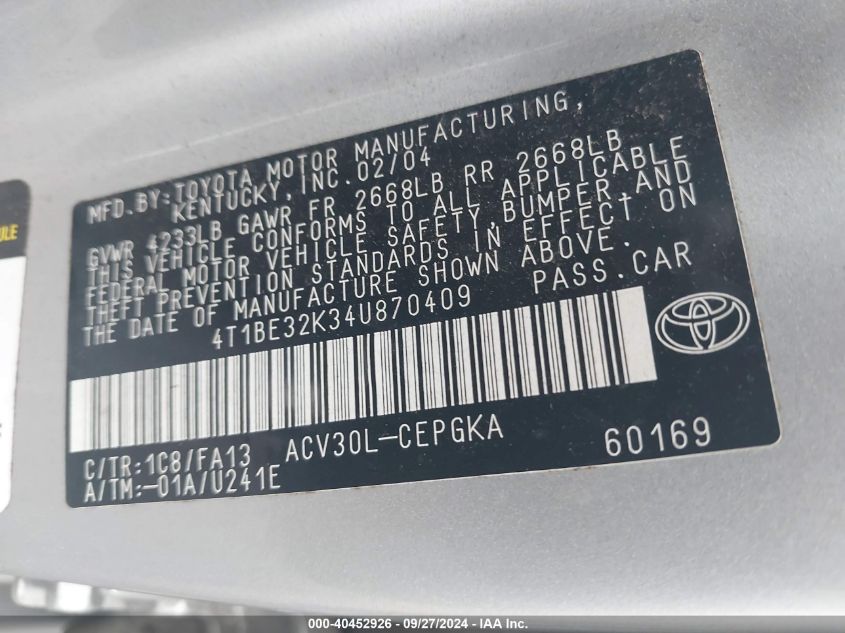 MFD.BY:TOYOTA MOTOR MANUFACTURING,
KENTUCKY, INC. 02/04
GVWR 4233LB GAWR FR 2668LB RR 2668LB
THIS VEHICLE CONFORMS TO ALL APPLICABLE
FEDERAL MOTOR VEHICLE SAFETY, BUMPER, AND
THEFT PREVENTION STANDARDS IN EFFECT ON
THE DATE OF MANUFACTURE SHOWN ABOVE.
4T1BE32K34U870409 PASS.CAR
C/TR:1C8/FA13 ACV30L-CEPGKA 60169
A/TM:-01A/U241E
000-40452926 | 09/27/2024 - IAA Inc.